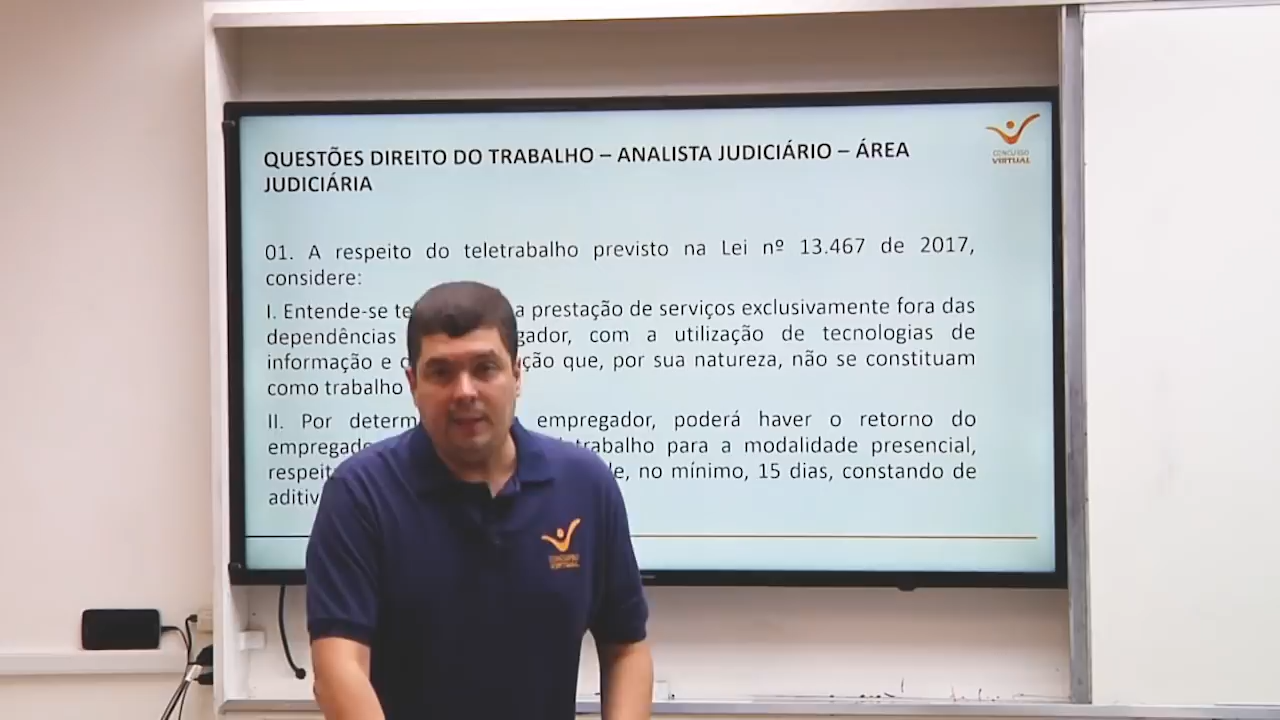 QUESTÕES DIREITO DO TRABALHO – ANALISTA JUDICIÁRIO – ÁREA
JUDICIÁRIA
CONCURSO
VIRTUAL
01. A respeito do teletrabalho previsto na Lei nº 13.467 de 2017,
considere:
I. Entende-se te a prestação de serviços exclusivamente fora das
dependências gador, com a utilização de tecnologias de
informação e ção que, por sua natureza, não se constituam
como trabalho
II. Por determ empregador, poderá haver o retorno do
empregado trabalho para a modalidade presencial,
respeit de, no mínimo, 15 dias, constando de
aditiv
CONCURSO
VIRTUAL